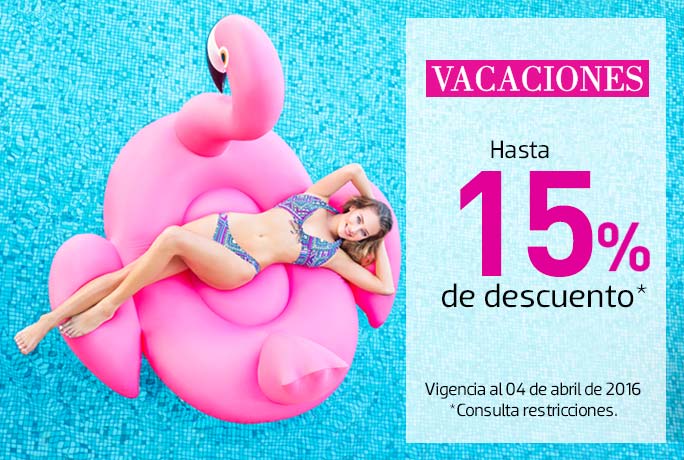 VACACIONES
Hasta
15%
de descuento*
Vigencia al 04 de abril de 2016
*Consulta restricciones.